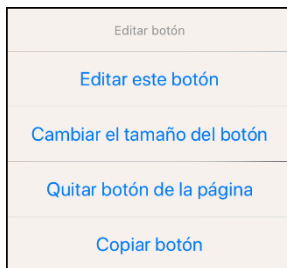 Editar botón
Editar este botón
Cambiar el tamaño del botón
Quitar botón de la página
Copiar botón